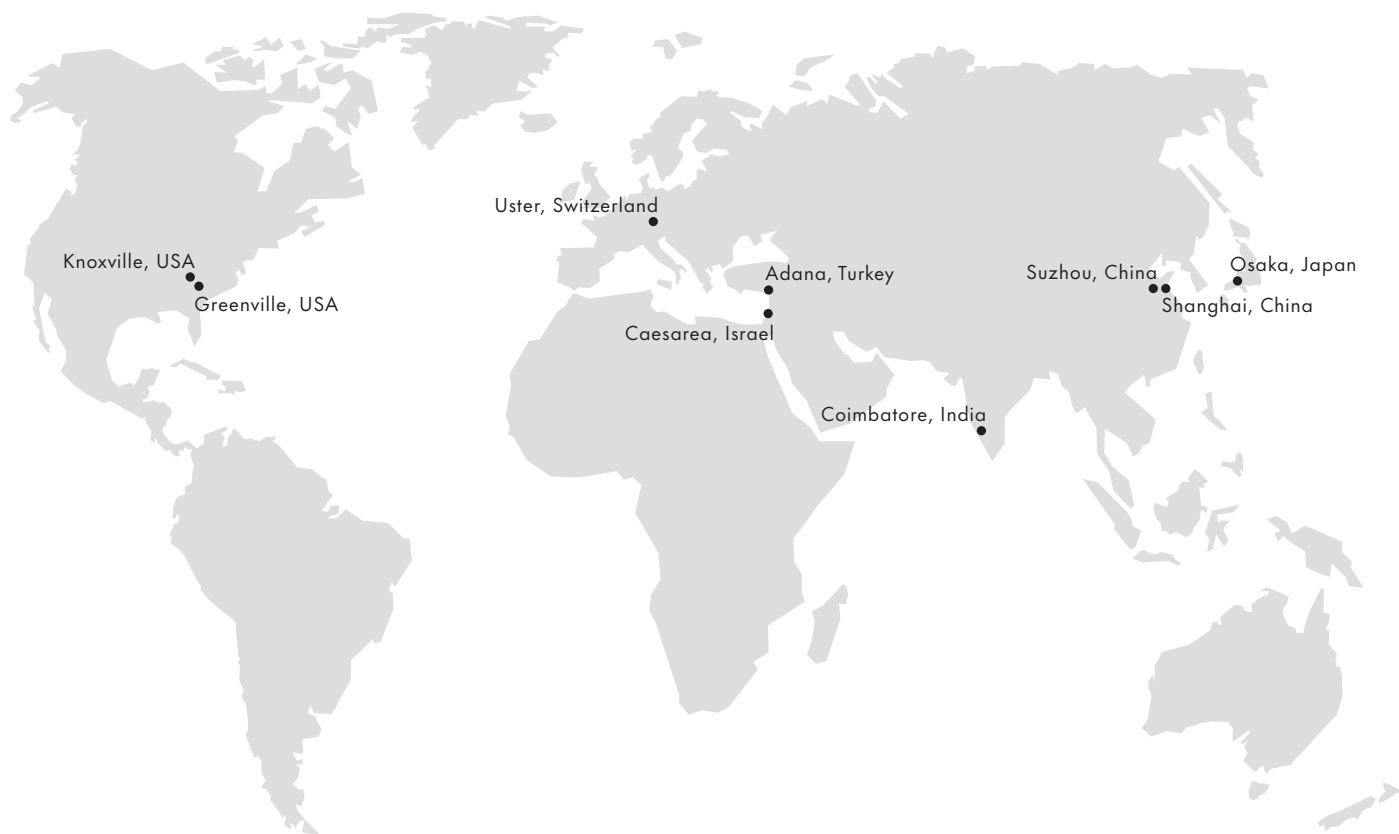 Uster, Switzerland
Knoxville, USA
Greenville, USA
Adana, Turkey
Caesarea, Israel
Suzhou, China
Osaka, Japan
Shanghai, China
Coimbatore, India